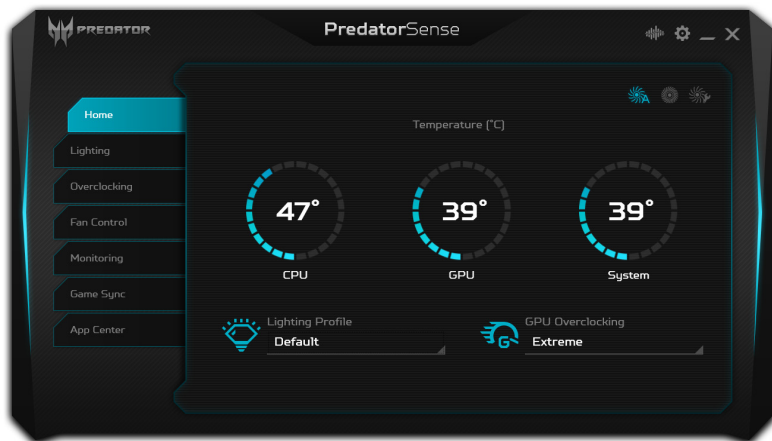 PREDATOR
PredatorSense
Home
Lighting
Overclocking
Fan Control
Monitoring
Game Sync
App Center
A
Temperature (°C)
47° 39° 39°
CPU GPU System
Lighting Profile
Default
G
GPU Overclocking
Extreme